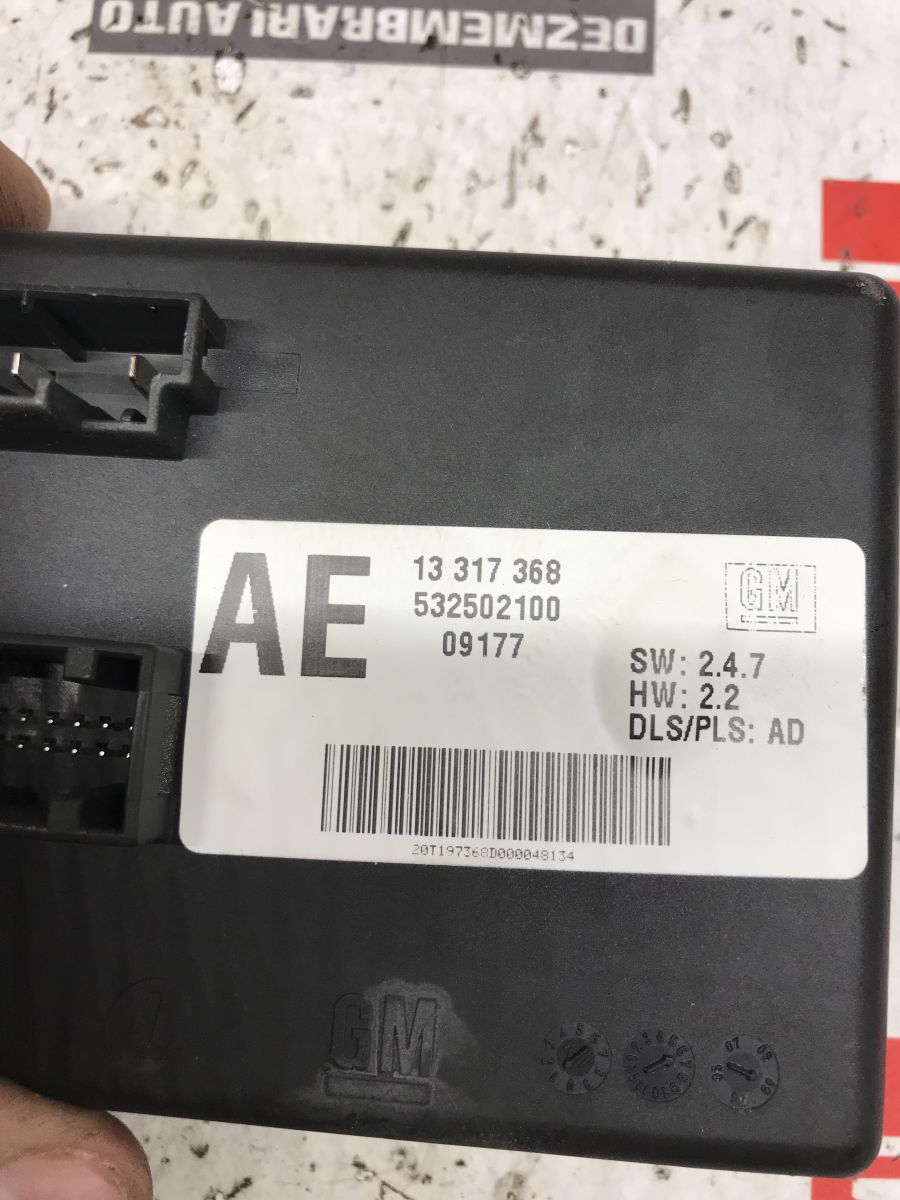 DEZMEMBRARI AUTO
AE
13 317 368
532502100
09177
GM
SW: 2.4.7
HW: 2.2
DLS/PLS: AD
20T197368D000048134
GM